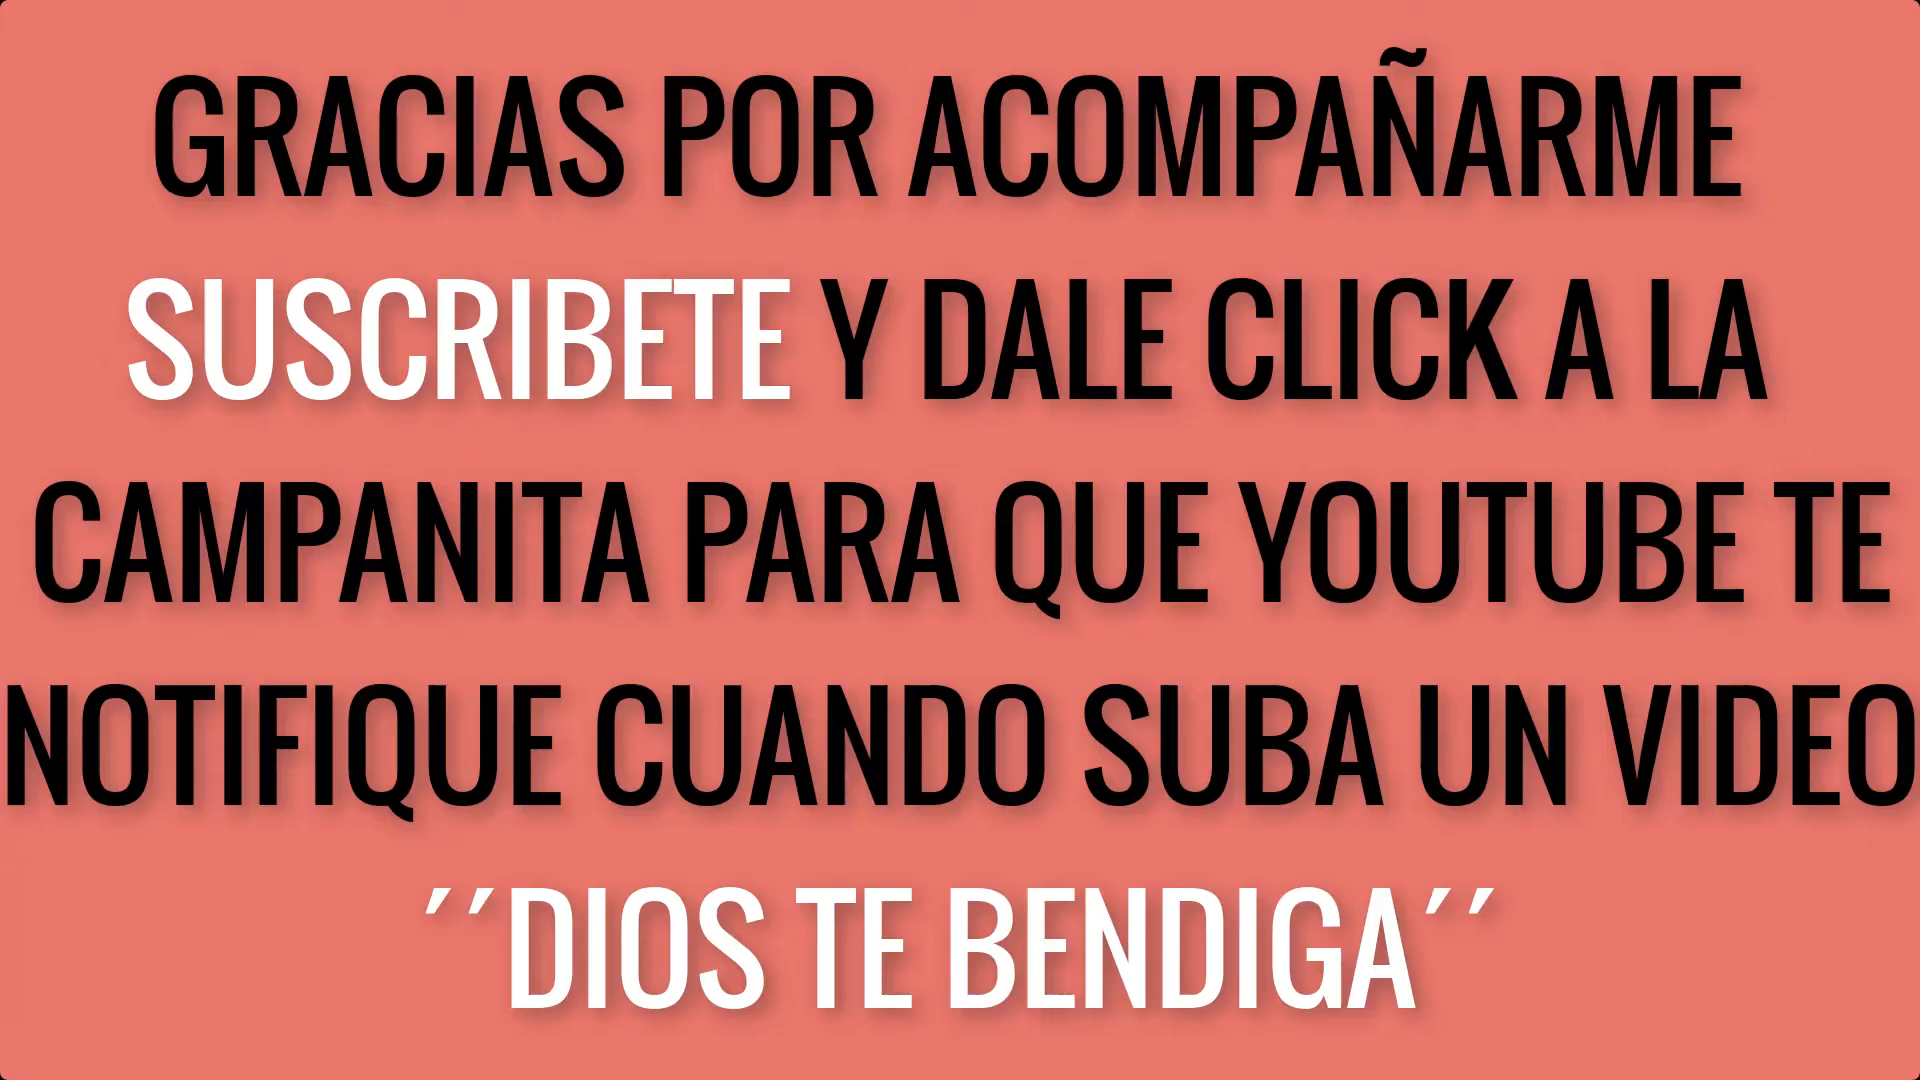 GRACIAS POR ACOMPAÑARME
SUSCRIBETE Y DALE CLICK A LA
CAMPANITA PARA QUE YOUTUBE TE
NOTIFIQUE CUANDO SUBA UN VIDEO
´´DIOS TE BENDIGA´´